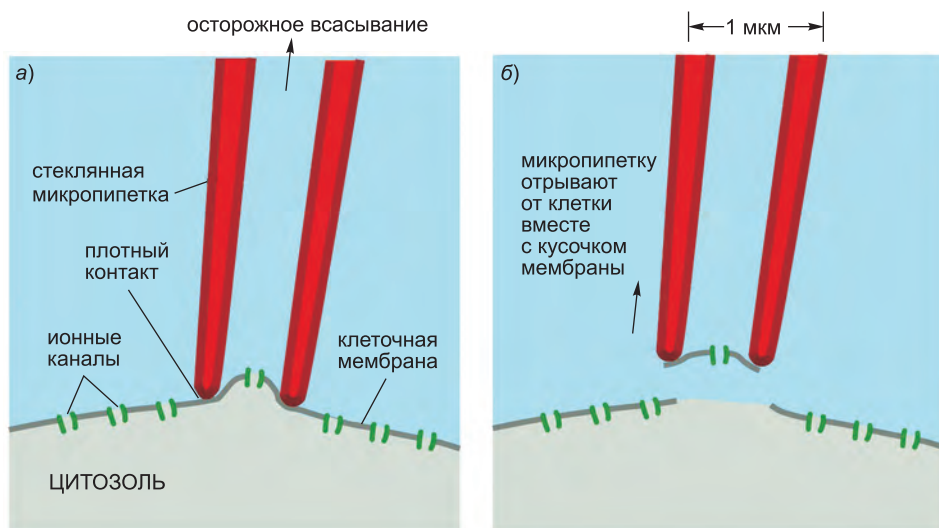 осторожное всасывание
а)
стеклянная
микропипетка
плотный
контакт
ионные
каналы
клеточная
мембрана
ЦИТОЗОЛЬ
1 мкм
б)
микропипетку
отрывают
от клетки
вместе
с кусочком
мембраны